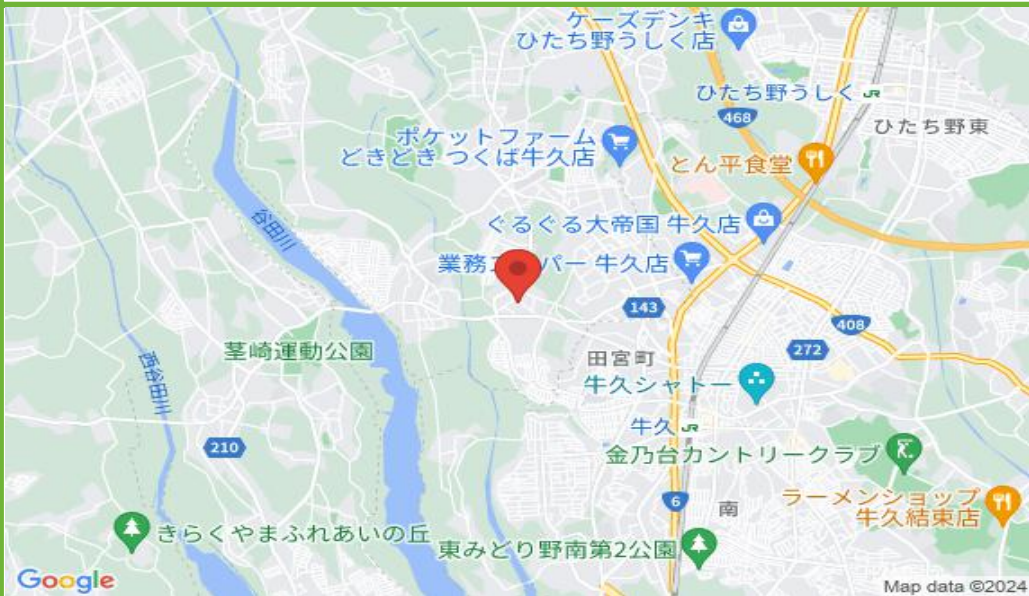 ケーズデンキ
ひたち野うしく店
ひたち野うしく JR
468
ひたち野東
ポケットファーム
どきどき つくば牛久店
とん平食堂
谷田川
ぐるぐる大帝国 牛久店
業務 パー 牛久店
143
408
茎崎運動公園
272
田宮町
西谷田川
牛久シャトー
牛久 JR
210
金乃台カントリークラブ
6
南
ラーメンショップ
牛久結束店
きらくやまふれあいの丘
東みどり野南第2公園
Google
Map data ©2024